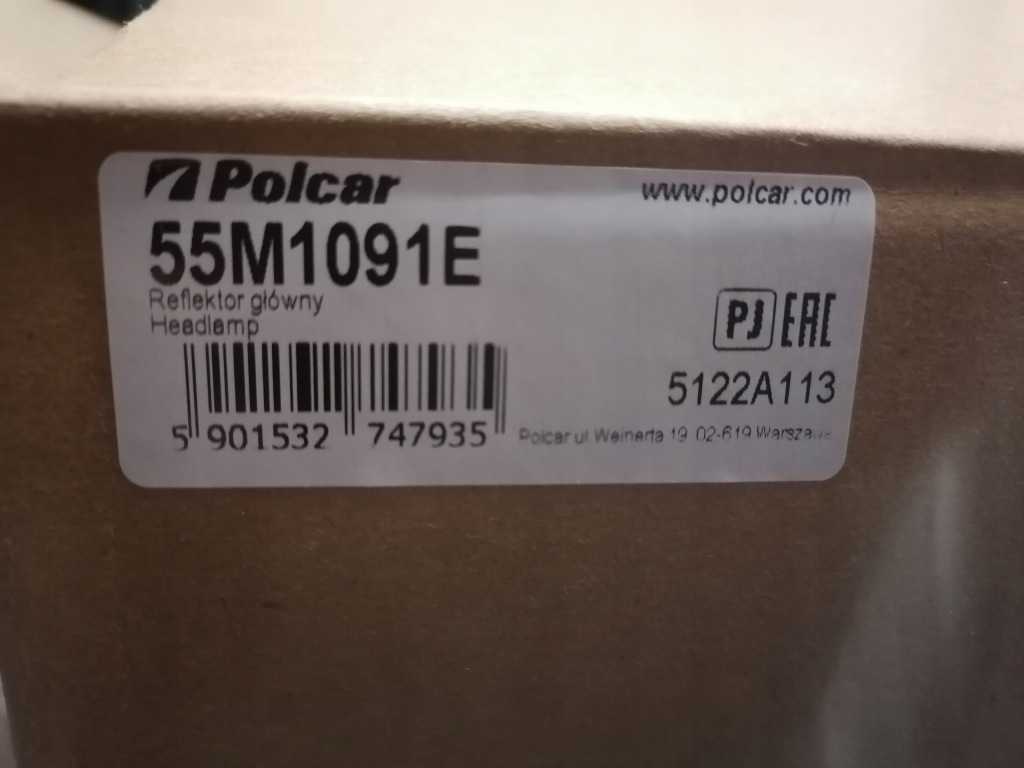 Polcar
www.polcar.com
55M1091E
Reflektor główny
Headlamp
PJ EAC
5122A113
5 901532 747935
Polcar ul Weinerta 19 02-619 Warszawa